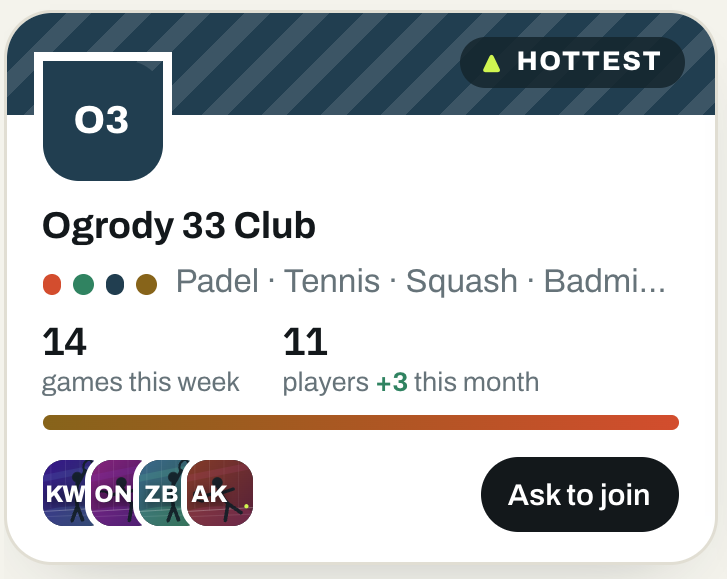 ▲ HOTTEST
O3
Ogrody 33 Club
Padel · Tennis · Squash · Badmi...
14
games this week
11
players +3 this month
KW ON ZB AK
Ask to join